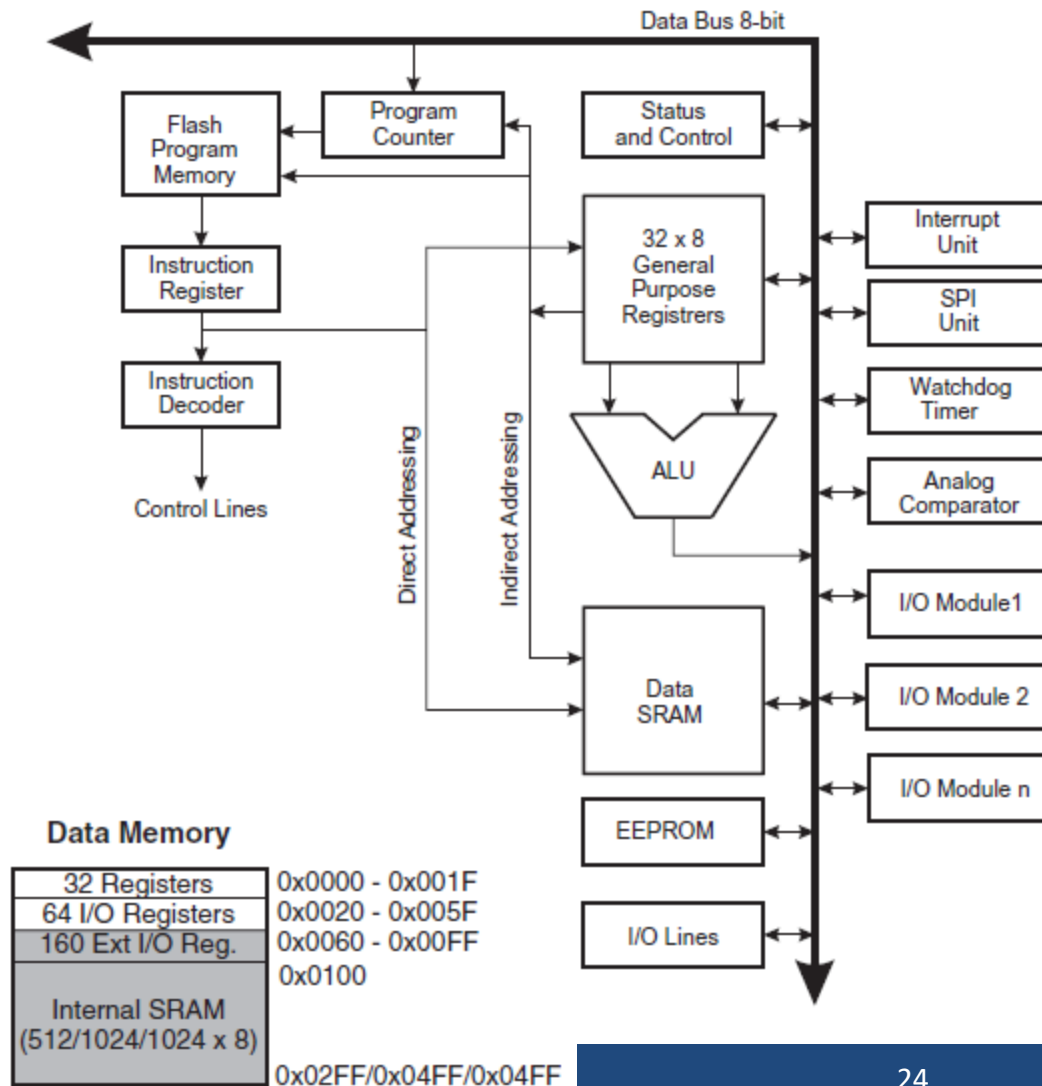 Data Bus 8-bit
Flash
Program
Memory
Program
Counter
Status
and Control
Instruction
Register
32 x 8
General
Purpose
Registrers
Interrupt
Unit
SPI
Unit
Instruction
Decoder
Watchdog
Timer
Control Lines
Direct Addressing
Indirect Addressing
ALU
Analog
Comparator
I/O Module1
Data
SRAM
I/O Module 2
I/O Module n
EEPROM
I/O Lines
Data Memory
32 Registers 0x0000 - 0x001F
64 I/O Registers 0x0020 - 0x005F
160 Ext I/O Reg. 0x0060 - 0x00FF
0x0100
Internal SRAM
(512/1024/1024 x 8)
0x02FF/0x04FF/0x04FF
24